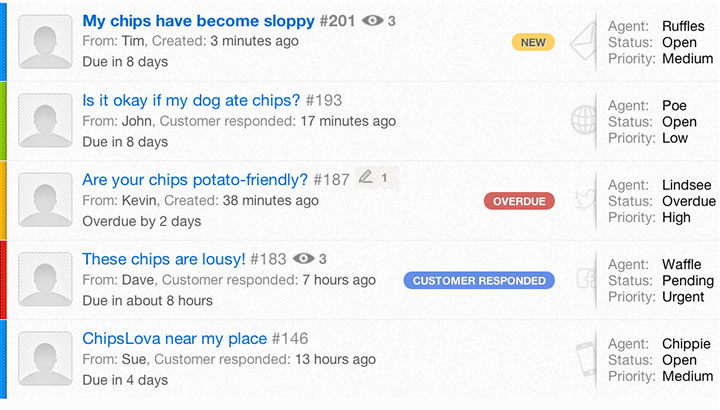 My chips have become sloppy #201 3
From: Tim, Created: 3 minutes ago
Due in 8 days
NEW
Agent: Ruffles
Status: Open
Priority: Medium
Is it okay if my dog ate chips? #193
From: John, Customer responded: 17 minutes ago
Due in 8 days
Agent: Poe
Status: Open
Priority: Low
Are your chips potato-friendly? #187 1
From: Kevin, Created: 38 minutes ago
Overdue by 2 days
OVERDUE
Agent: Lindsee
Status: Overdue
Priority: High
These chips are lousy! #183 3
From: Dave, Customer responded: 7 hours ago
Due in about 8 hours
CUSTOMER RESPONDED
Agent: Waffle
Status: Pending
Priority: Urgent
ChipsLova near my place #146
From: Sue, Customer responded: 13 hours ago
Due in 4 days
Agent: Chippie
Status: Open
Priority: Medium